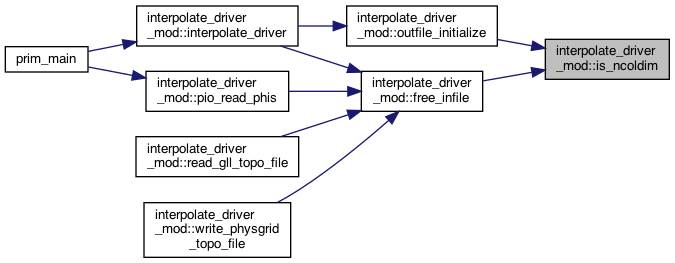 prim_main
interpolate_driver
_mod::interpolate_driver
interpolate_driver
_mod::pio_read_phis
interpolate_driver
_mod::read_gll_topo_file
interpolate_driver
_mod::write_physgrid
_topo_file
interpolate_driver
_mod::outfile_initialize
interpolate_driver
_mod::free_infile
interpolate_driver
_mod::is_ncoldim